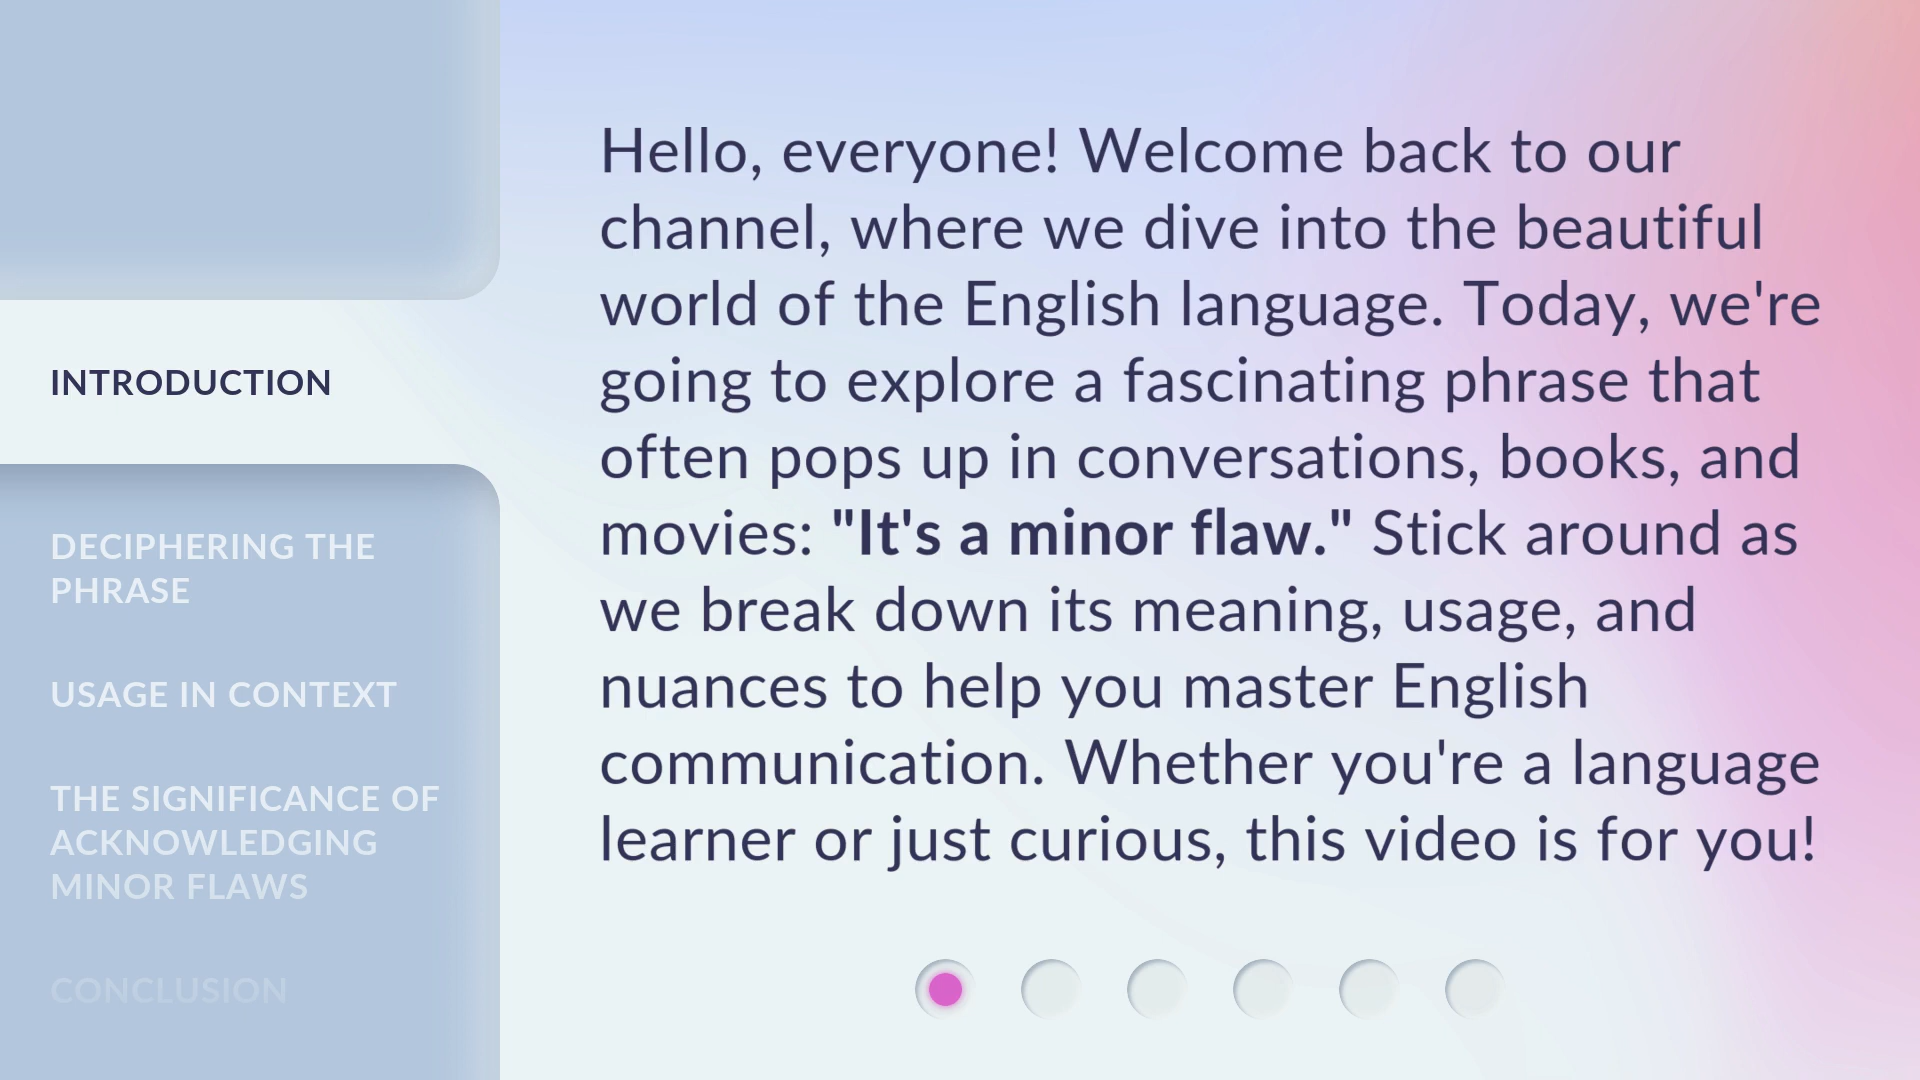 INTRODUCTION
DECIPHERING THE
PHRASE
USAGE IN CONTEXT
THE SIGNIFICANCE OF
ACKNOWLEDGING
MINOR FLAWS
CONCLUSION
Hello, everyone! Welcome back to our
channel, where we dive into the beautiful
world of the English language. Today, we're
going to explore a fascinating phrase that
often pops up in conversations, books, and
movies: "It's a minor flaw." Stick around as
we break down its meaning, usage, and
nuances to help you master English
communication. Whether you're a language
learner or just curious, this video is for you!